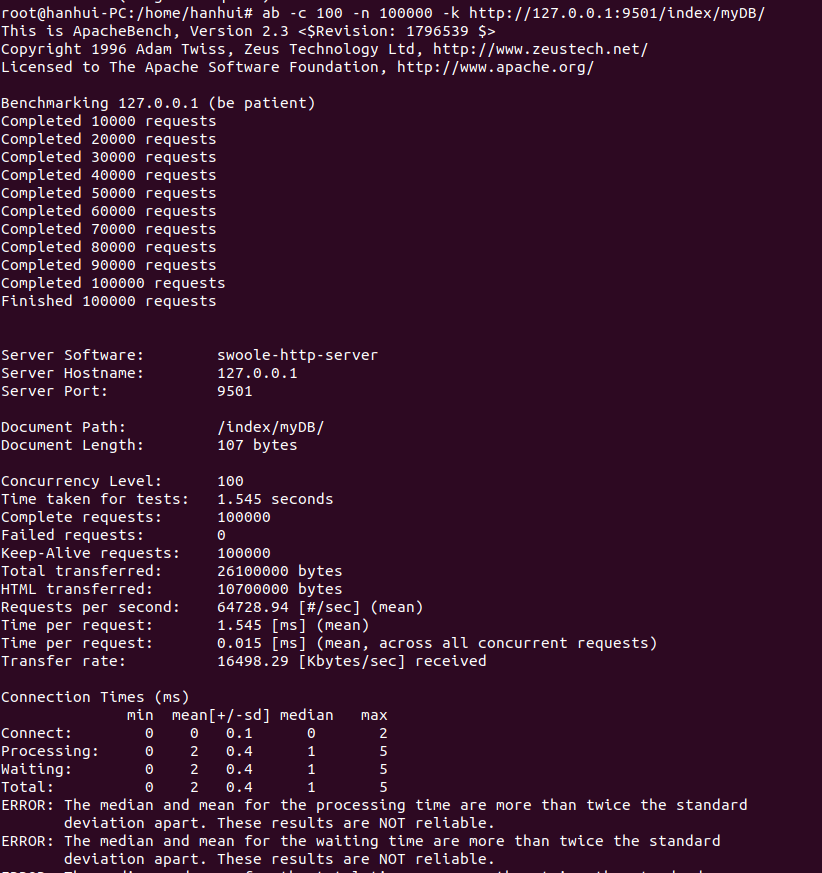 root@hanhui-PC:/home/hanhui# ab -c 100 -n 100000 -k http://127.0.0.1:9501/index/myDB/
This is ApacheBench, Version 2.3 <$Revision: 1796539 $>
Copyright 1996 Adam Twiss, Zeus Technology Ltd, http://www.zeustech.net/
Licensed to The Apache Software Foundation, http://www.apache.org/

Benchmarking 127.0.0.1 (be patient)
Completed 10000 requests
Completed 20000 requests
Completed 30000 requests
Completed 40000 requests
Completed 50000 requests
Completed 60000 requests
Completed 70000 requests
Completed 80000 requests
Completed 90000 requests
Completed 100000 requests
Finished 100000 requests


Server Software:        swoole-http-server
Server Hostname:        127.0.0.1
Server Port:            9501

Document Path:          /index/myDB/
Document Length:        107 bytes

Concurrency Level:      100
Time taken for tests:   1.545 seconds
Complete requests:      100000
Failed requests:        0
Keep-Alive requests:    100000
Total transferred:      26100000 bytes
HTML transferred:       10700000 bytes
Requests per second:    64728.94 [#/sec] (mean)
Time per request:       1.545 [ms] (mean)
Time per request:       0.015 [ms] (mean, across all concurrent requests)
Transfer rate:          16498.29 [Kbytes/sec] received

Connection Times (ms)
              min  mean[+/-sd] median   max
Connect:        0    0   0.1      0       2
Processing:     0    2   0.4      1       5
Waiting:        0    2   0.4      1       5
Total:          0    2   0.4      1       5
ERROR: The median and mean for the processing time are more than twice the standard
       deviation apart. These results are NOT reliable.
ERROR: The median and mean for the waiting time are more than twice the standard
       deviation apart. These results are NOT reliable.